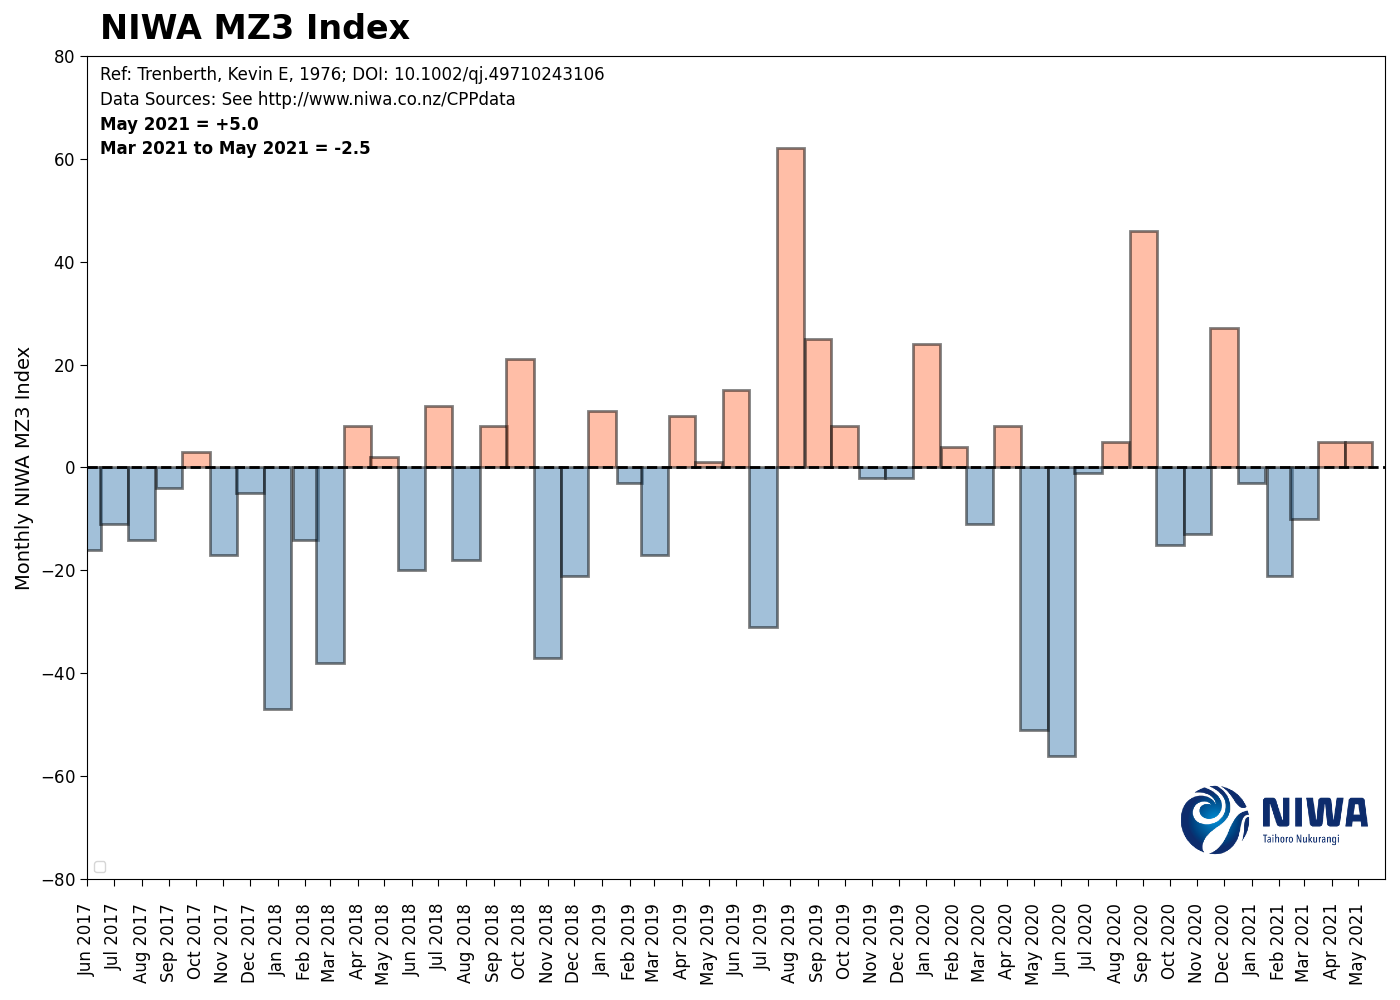 NIWA MZ3 Index
Ref: Trenberth, Kevin E, 1976; DOI: 10.1002/qj.49710243106
Data Sources: See http://www.niwa.co.nz/CPPdata
May 2021 = +5.0
Mar 2021 to May 2021 = -2.5
Monthly NIWA MZ3 Index
80
60
40
20
0
−20
−40
−60
−80
NIWA
Taihoro Nukurangi
Jun 2017
Jul 2017
Aug 2017
Sep 2017
Oct 2017
Nov 2017
Dec 2017
Jan 2018
Feb 2018
Mar 2018
Apr 2018
May 2018
Jun 2018
Jul 2018
Aug 2018
Sep 2018
Oct 2018
Nov 2018
Dec 2018
Jan 2019
Feb 2019
Mar 2019
Apr 2019
May 2019
Jun 2019
Jul 2019
Aug 2019
Sep 2019
Oct 2019
Nov 2019
Dec 2019
Jan 2020
Feb 2020
Mar 2020
Apr 2020
May 2020
Jun 2020
Jul 2020
Aug 2020
Sep 2020
Oct 2020
Nov 2020
Dec 2020
Jan 2021
Feb 2021
Mar 2021
Apr 2021
May 2021